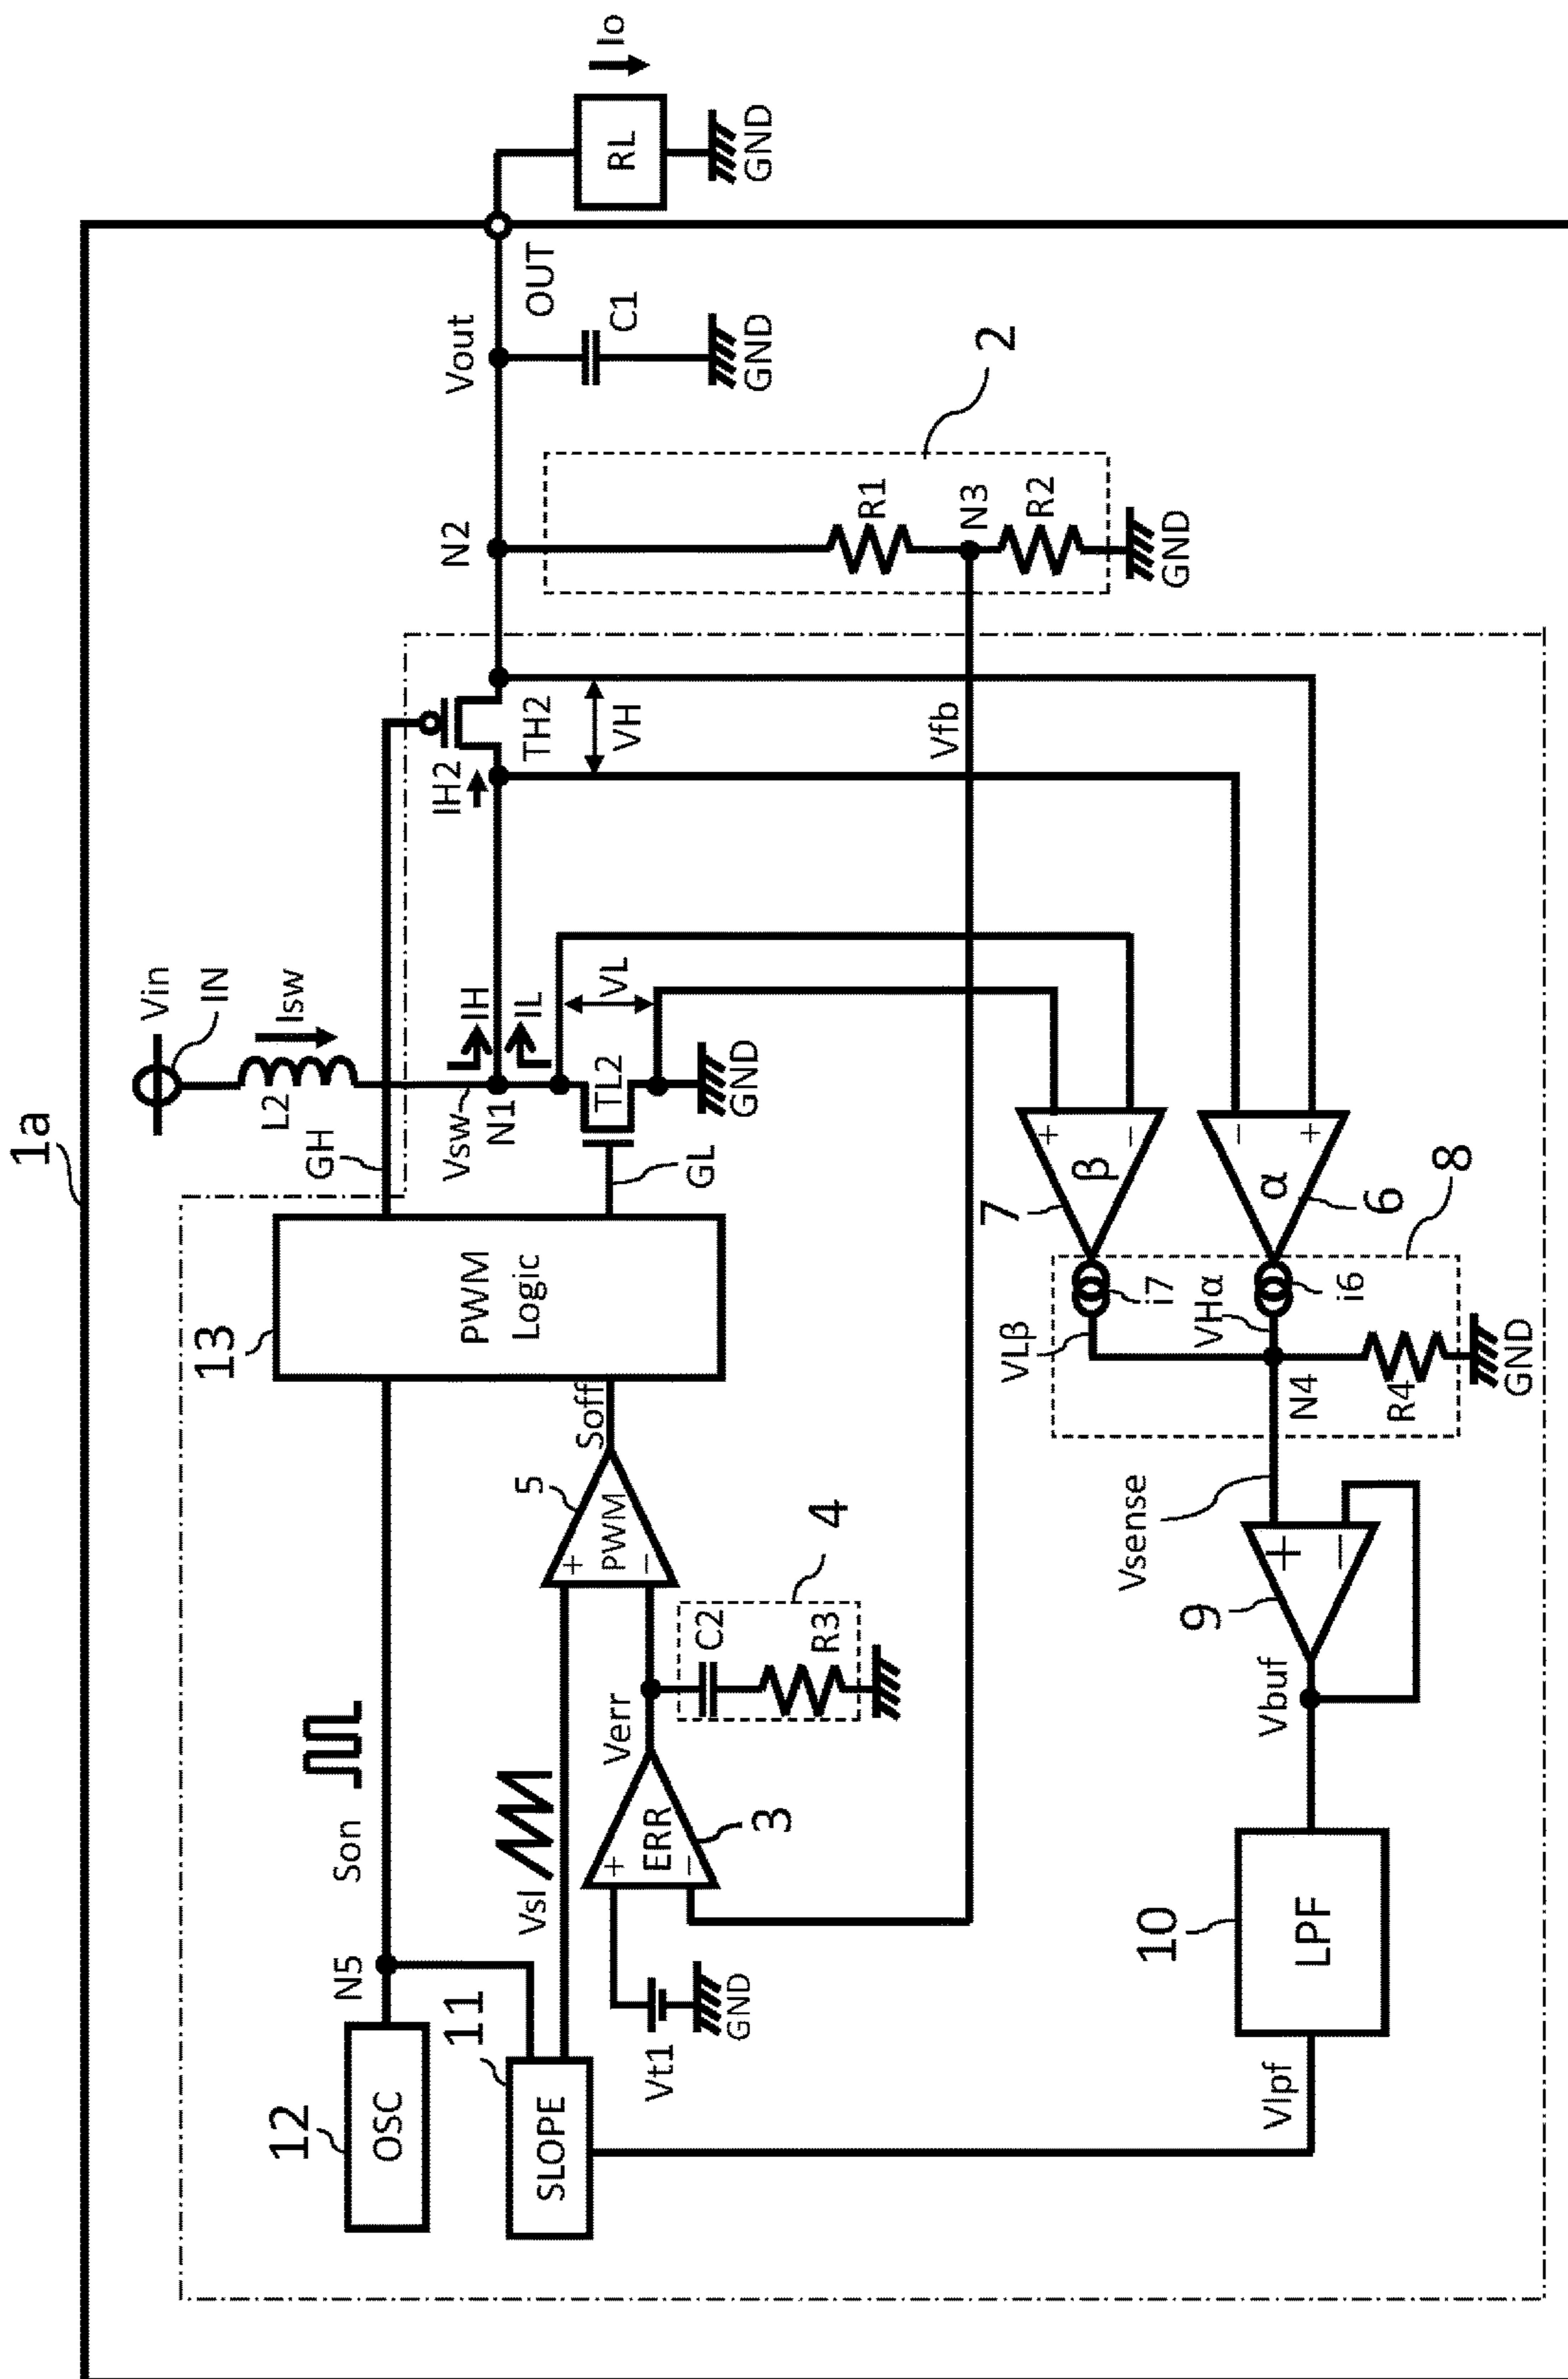 1a
Vin
IN
Isw
L2
GH
Vsw
N1
IH
IL
VL
TL2
GND
GL
IH2
TH2
VH
N2
Vout
OUT
C1
GND
Io
RL
GND
2
R1
N3
R2
GND
Vfb
13
PWM
Logic
12
OSC
N5
Son
11
SLOPE
Vsl
Vt1
GND
+
ERR
−
3
Verr
4
C2
R3
5
+
PWM
−
Soff
7
+
β
−
6
−
α
+
8
i7
VLβ
i6
VHα
N4
R4
GND
Vsense
9
+
−
Vbuf
10
LPF
Vlpf